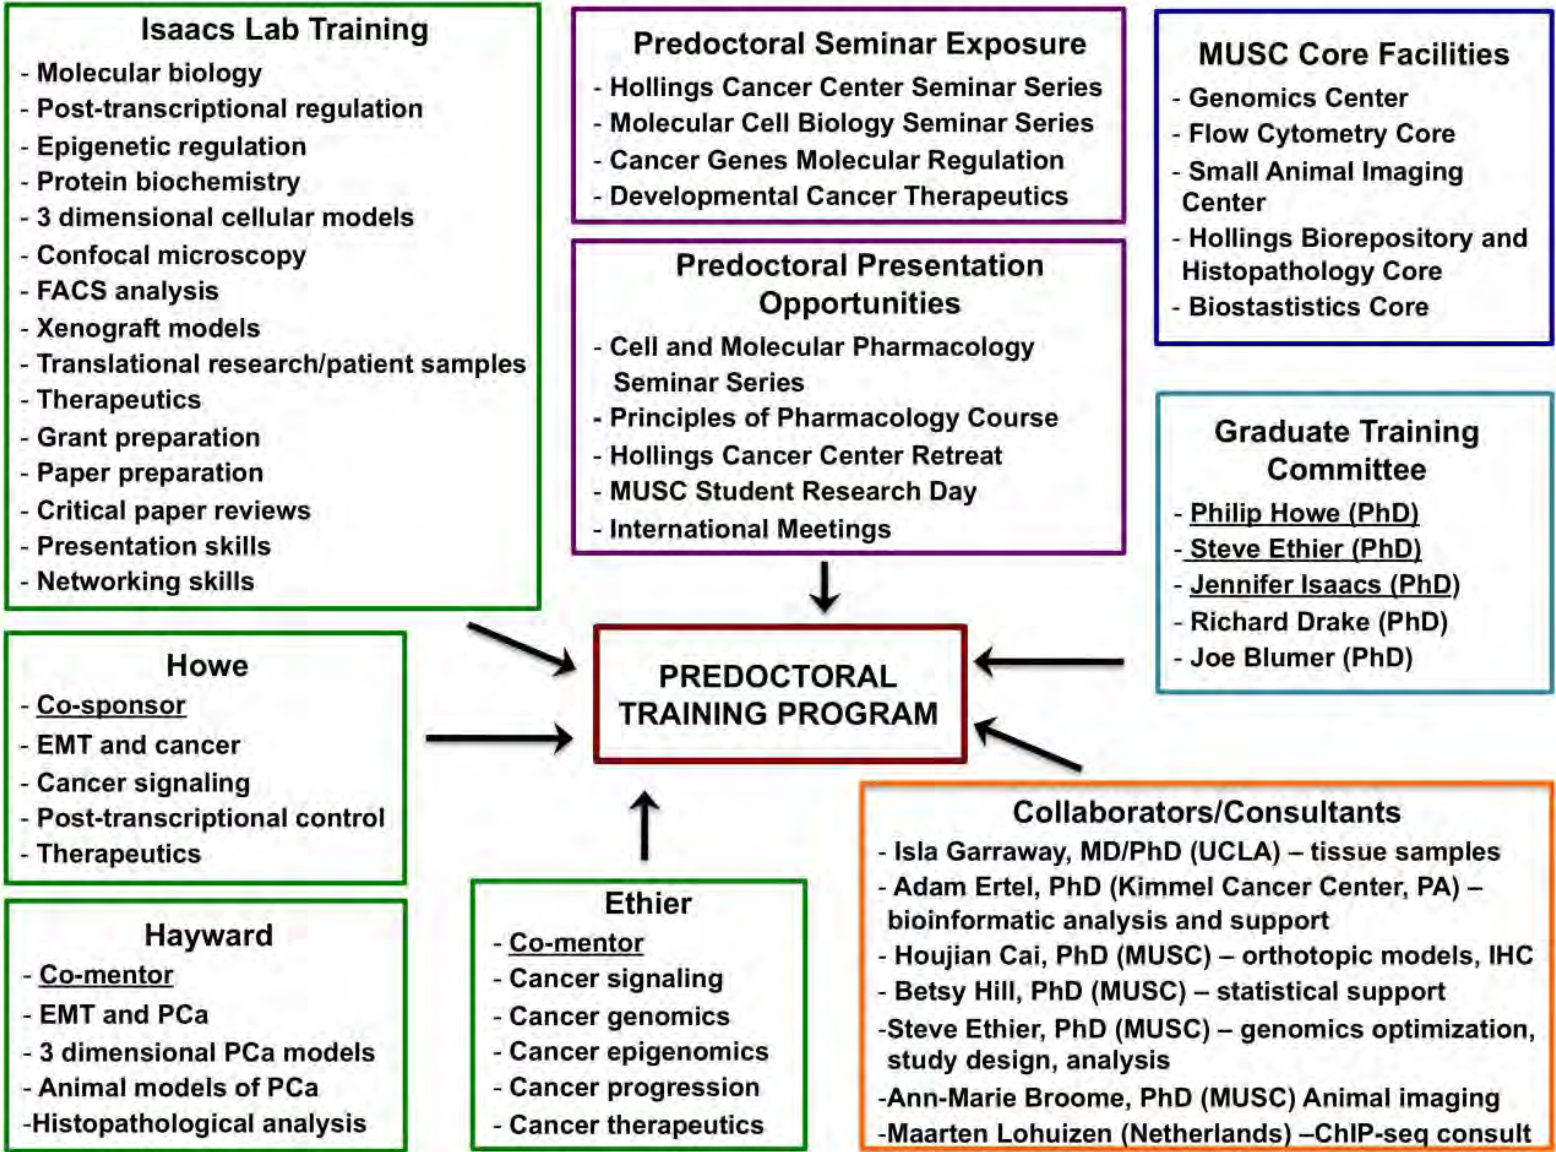 Isaacs Lab Training
- Molecular biology
- Post-transcriptional regulation
- Epigenetic regulation
- Protein biochemistry
- 3 dimensional cellular models
- Confocal microscopy
- FACS analysis
- Xenograft models
- Translational research/patient samples
- Therapeutics
- Grant preparation
- Paper preparation
- Critical paper reviews
- Presentation skills
- Networking skills
Predoctoral Seminar Exposure
- Hollings Cancer Center Seminar Series
- Molecular Cell Biology Seminar Series
- Cancer Genes Molecular Regulation
- Developmental Cancer Therapeutics
Predoctoral Presentation
Opportunities
- Cell and Molecular Pharmacology
Seminar Series
- Principles of Pharmacology Course
- Hollings Cancer Center Retreat
- MUSC Student Research Day
- International Meetings
MUSC Core Facilities
- Genomics Center
- Flow Cytometry Core
- Small Animal Imaging
Center
- Hollings Biorepository and
Histopathology Core
- Biostastistics Core
Graduate Training
Committee
- Philip Howe (PhD)
- Steve Ethier (PhD)
- Jennifer Isaacs (PhD)
- Richard Drake (PhD)
- Joe Blumer (PhD)
PREDOCTORAL
TRAINING PROGRAM
Howe
- Co-sponsor
- EMT and cancer
- Cancer signaling
- Post-transcriptional control
- Therapeutics
Hayward
- Co-mentor
- EMT and PCa
- 3 dimensional PCa models
- Animal models of PCa
-Histopathological analysis
Ethier
- Co-mentor
- Cancer signaling
- Cancer genomics
- Cancer epigenomics
- Cancer progression
- Cancer therapeutics
Collaborators/Consultants
- Isla Garraway, MD/PhD (UCLA) – tissue samples
- Adam Ertel, PhD (Kimmel Cancer Center, PA) –
bioinformatic analysis and support
- Houjian Cai, PhD (MUSC) – orthotopic models, IHC
- Betsy Hill, PhD (MUSC) – statistical support
-Steve Ethier, PhD (MUSC) – genomics optimization,
study design, analysis
-Ann-Marie Broome, PhD (MUSC) Animal imaging
-Maarten Lohuizen (Netherlands) –ChIP-seq consult